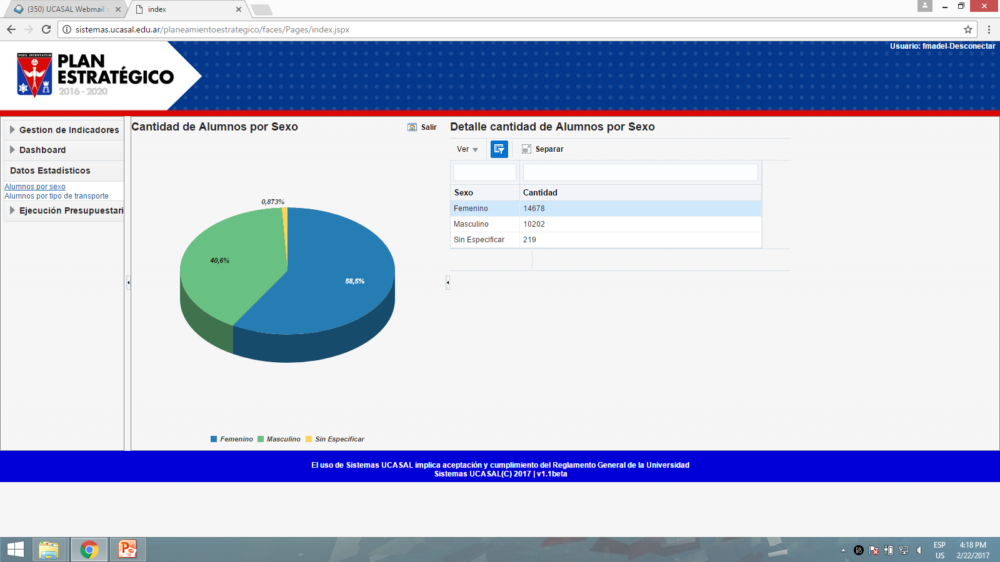 (350) UCASAL Webmail ::
index
sistemas.ucasal.edu.ar/planeamientoestrategico/faces/Pages/index.jspx
Usuario: fmadel-Desconectar
NIHIL INTENTATUM
PLAN
ESTRATÉGICO
2016 - 2020
Gestion de Indicadores
Dashboard
Datos Estadísticos
Alumnos por sexo
Alumnos por tipo de transporte
Ejecución Presupuestari
Cantidad de Alumnos por Sexo
Salir
0,873%
40,6%
58,5%
Femenino Masculino Sin Especificar
Detalle cantidad de Alumnos por Sexo
Ver
Separar
Sexo Cantidad
Femenino 14678
Masculino 10202
Sin Especificar 219
El uso de Sistemas UCASAL implica aceptación y cumplimiento del Reglamento General de la Universidad
Sistemas UCASAL(C) 2017 | v1.1beta
ESP 4:18 PM
US 2/22/2017